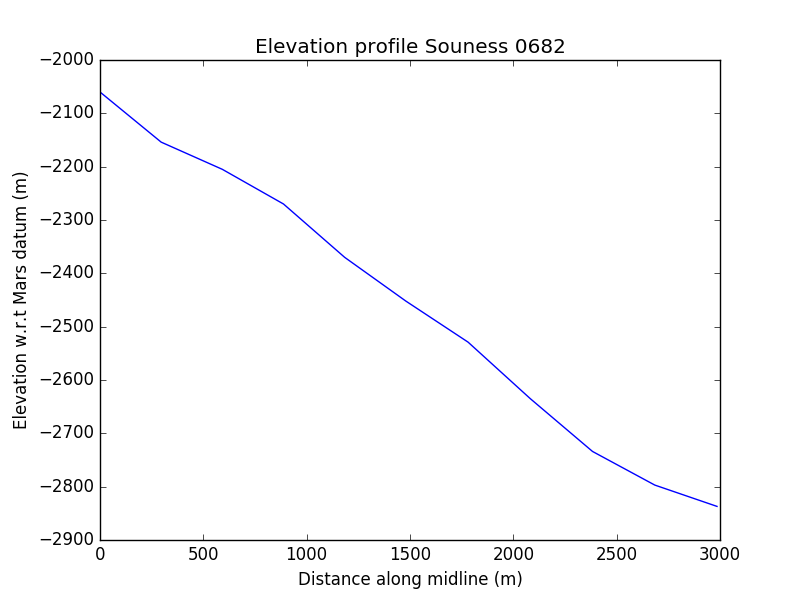 Elevation profile Souness 0682
−2000
−2100
−2200
−2300
−2400
−2500
−2600
−2700
−2800
−2900
Elevation w.r.t Mars datum (m)
0 500 1000 1500 2000 2500 3000
Distance along midline (m)